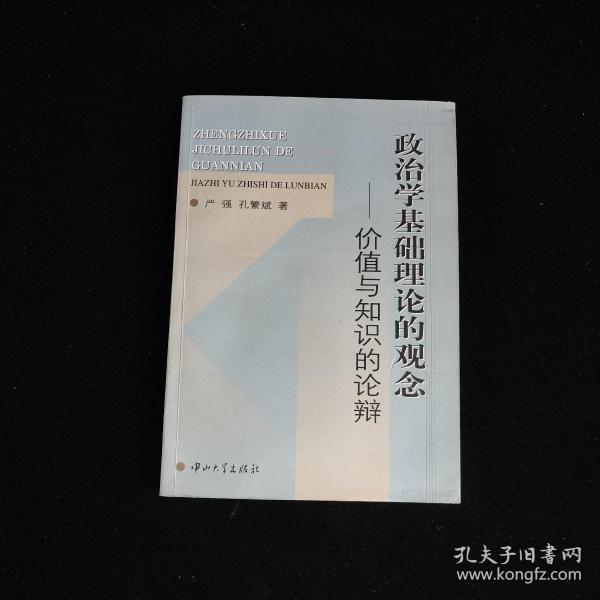 ZHENGZHIXUE
JICHULILUN DE
GUANNIAN
JIAZHI YU ZHISHI DE LUNBIAN
严 强 孔繁斌 著
政治学基础理论的观念
——价值与知识的论辩
中山大学出版社
孔夫子旧书网
www.kongfz.com